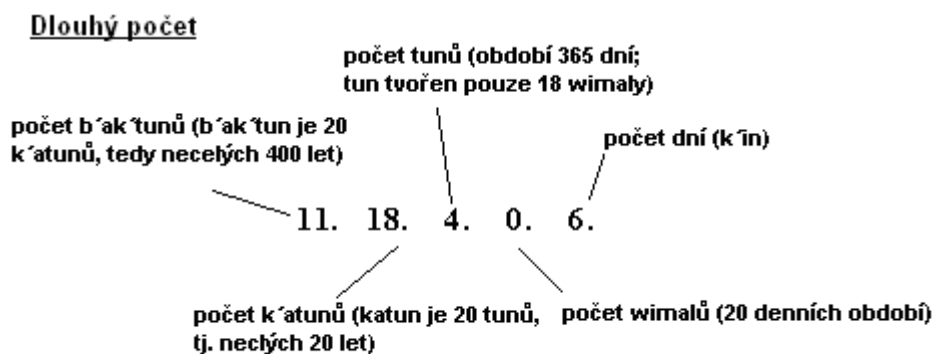 Dlouhý počet
počet tunů (období 365 dní;
tun tvořen pouze 18 wimaly)
počet b´ak´tunů (b´ak´tun je 20
k´atunů, tedy necelých 400 let)
počet dní (k´in)
11. 18. 4. 0. 6.
počet k´atunů (katun je 20 tunů,
tj. neclých 20 let)
počet wimalů (20 denních období)